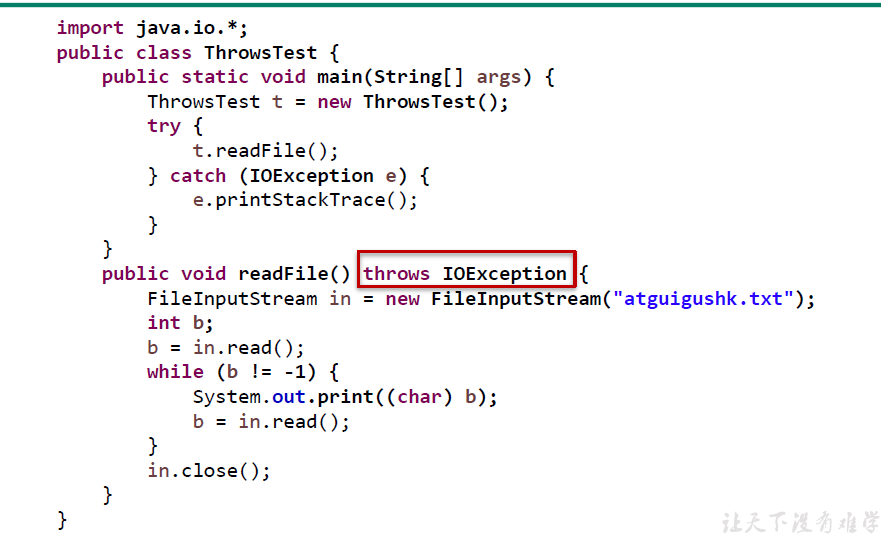 import java.io.*;
public class ThrowsTest {
    public static void main(String[] args) {
        ThrowsTest t = new ThrowsTest();
        try {
            t.readFile();
        } catch (IOException e) {
            e.printStackTrace();
        }
    }
    public void readFile() throws IOException {
        FileInputStream in = new FileInputStream("atguigushk.txt");
        int b;
        b = in.read();
        while (b != -1) {
            System.out.print((char) b);
            b = in.read();
        }
        in.close();
    }
}
让天下没有难学